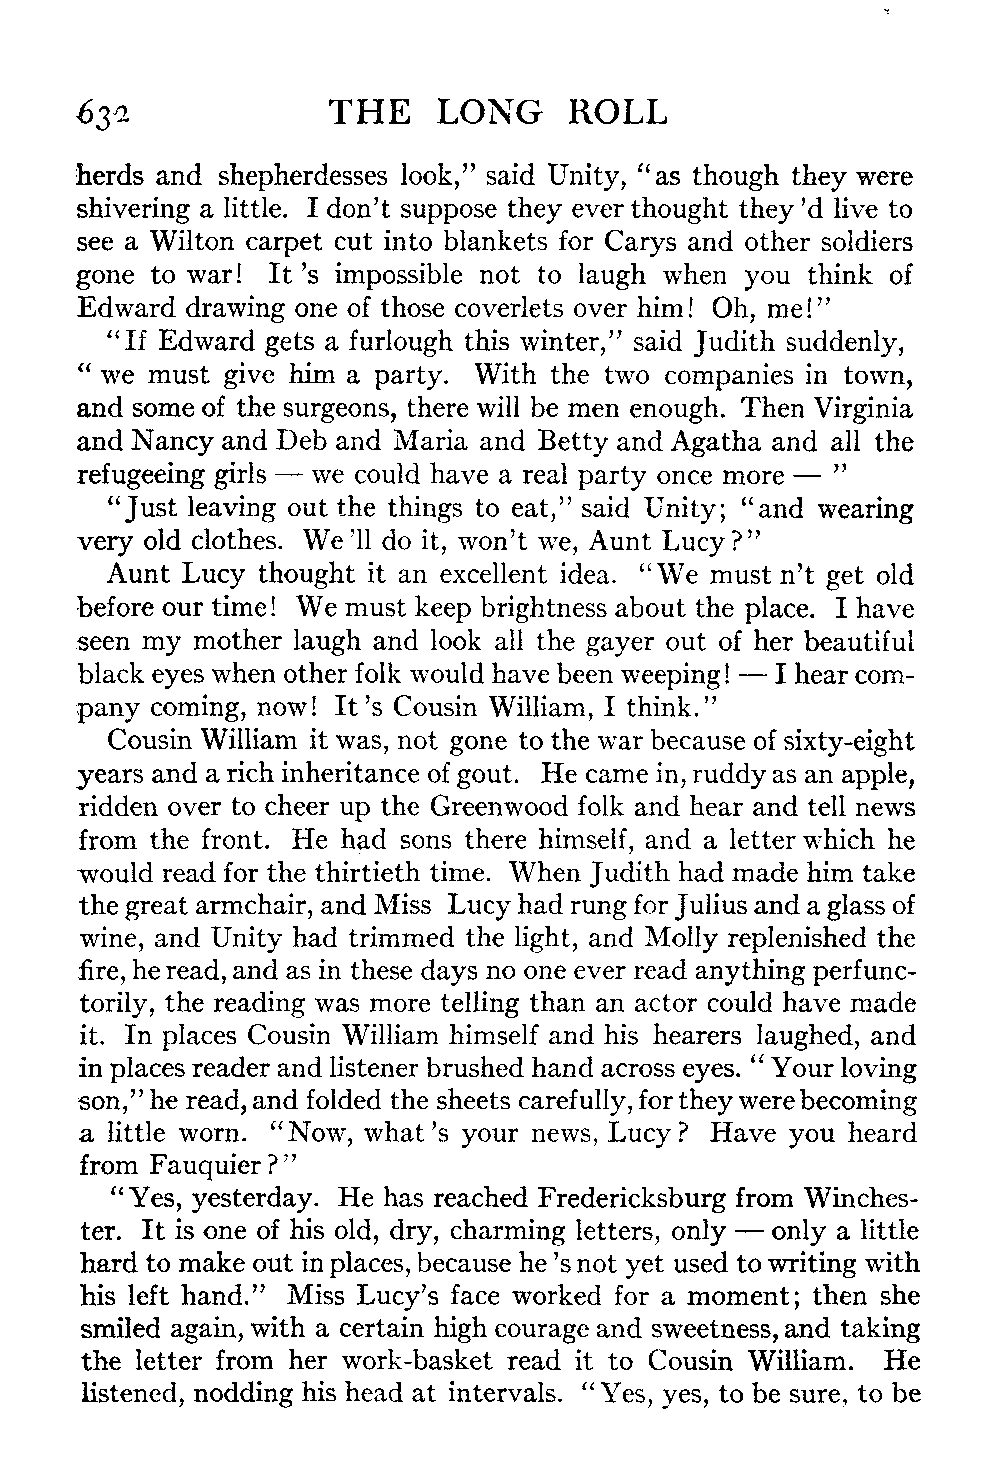 632 THE LONG ROLL
herds and shepherdesses look," said Unity, "as though they were
shivering a little. I don't suppose they ever thought they 'd live to
see a Wilton carpet cut into blankets for Carys and other soldiers
gone to war! It 's impossible not to laugh when you think of
Edward drawing one of those coverlets over him! Oh, me!"
"If Edward gets a furlough this winter," said Judith suddenly,
" we must give him a party. With the two companies in town,
and some of the surgeons, there will be men enough. Then Virginia
and Nancy and Deb and Maria and Betty and Agatha and all the
refugeeing girls — we could have a real party once more — "
"Just leaving out the things to eat," said Unity; "and wearing
very old clothes. We 'll do it, won't we, Aunt Lucy?"
Aunt Lucy thought it an excellent idea. "We must n't get old
before our time! We must keep brightness about the place. I have
seen my mother laugh and look all the gayer out of her beautiful
black eyes when other folk would have been weeping! — I hear com-
pany coming, now! It 's Cousin William, I think."
Cousin William it was, not gone to the war because of sixty-eight
years and a rich inheritance of gout. He came in, ruddy as an apple,
ridden over to cheer up the Greenwood folk and hear and tell news
from the front. He had sons there himself, and a letter which he
would read for the thirtieth time. When Judith had made him take
the great armchair, and Miss Lucy had rung for Julius and a glass of
wine, and Unity had trimmed the light, and Molly replenished the
fire, he read, and as in these days no one ever read anything perfunc-
torily, the reading was more telling than an actor could have made
it. In places Cousin William himself and his hearers laughed, and
in places reader and listener brushed hand across eyes. "Your loving
son," he read, and folded the sheets carefully, for they were becoming
a little worn. "Now, what 's your news, Lucy? Have you heard
from Fauquier?"
"Yes, yesterday. He has reached Fredericksburg from Winches-
ter. It is one of his old, dry, charming letters, only — only a little
hard to make out in places, because he 's not yet used to writing with
his left hand." Miss Lucy's face worked for a moment; then she
smiled again, with a certain high courage and sweetness, and taking
the letter from her work-basket read it to Cousin William. He
listened, nodding his head at intervals. "Yes, yes, to be sure, to be